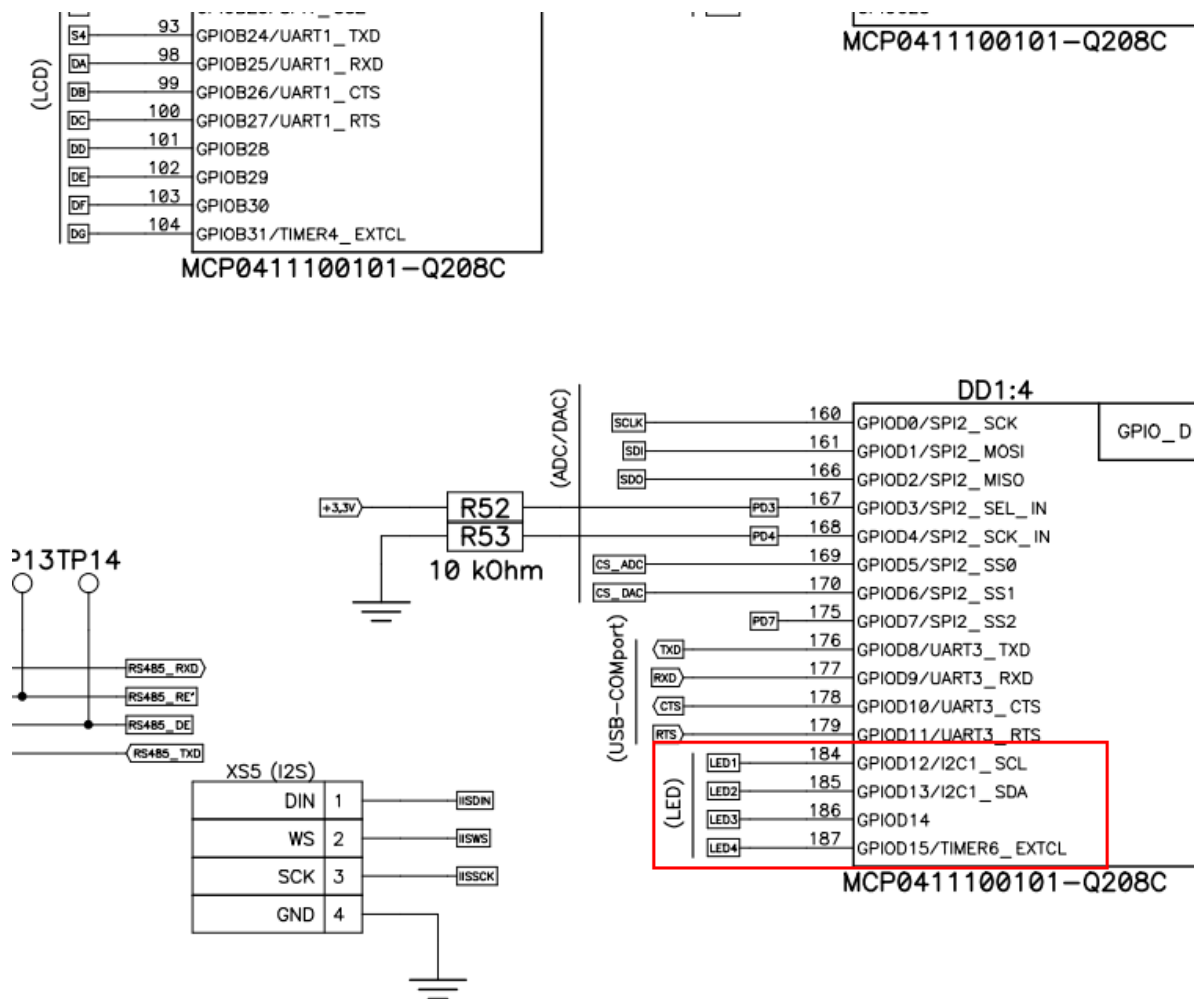 S4 93 GPIOB24/UART1_TXD
DA 98 GPIOB25/UART1_RXD
DB 99 GPIOB26/UART1_CTS
DC 100 GPIOB27/UART1_RTS
DD 101 GPIOB28
DE 102 GPIOB29
DF 103 GPIOB30
DG 104 GPIOB31/TIMER4_EXTCL
(LCD)
MCP0411100101-Q208C
MCP0411100101-Q208C
DD1:4
GPIO_D
(ADC/DAC)
SCLK 160 GPIOD0/SPI2_SCK
SDI 161 GPIOD1/SPI2_MOSI
SDO 166 GPIOD2/SPI2_MISO
+3,3V R52 PD3 167 GPIOD3/SPI2_SEL_IN
R53 PD4 168 GPIOD4/SPI2_SCK_IN
10 kOhm
CS_ADC 169 GPIOD5/SPI2_SS0
CS_DAC 170 GPIOD6/SPI2_SS1
PD7 175 GPIOD7/SPI2_SS2
(USB-COMport)
TXD 176 GPIOD8/UART3_TXD
RXD 177 GPIOD9/UART3_RXD
CTS 178 GPIOD10/UART3_CTS
RTS 179 GPIOD11/UART3_RTS
(LED)
LED1 184 GPIOD12/I2C1_SCL
LED2 185 GPIOD13/I2C1_SDA
LED3 186 GPIOD14
LED4 187 GPIOD15/TIMER6_EXTCL
MCP0411100101-Q208C
P13 TP14
RS485_RXD
RS485_RE*
RS485_DE
RS485_TXD
XS5 (I2S)
DIN 1 IISDIN
WS 2 IISWS
SCK 3 IISSCK
GND 4